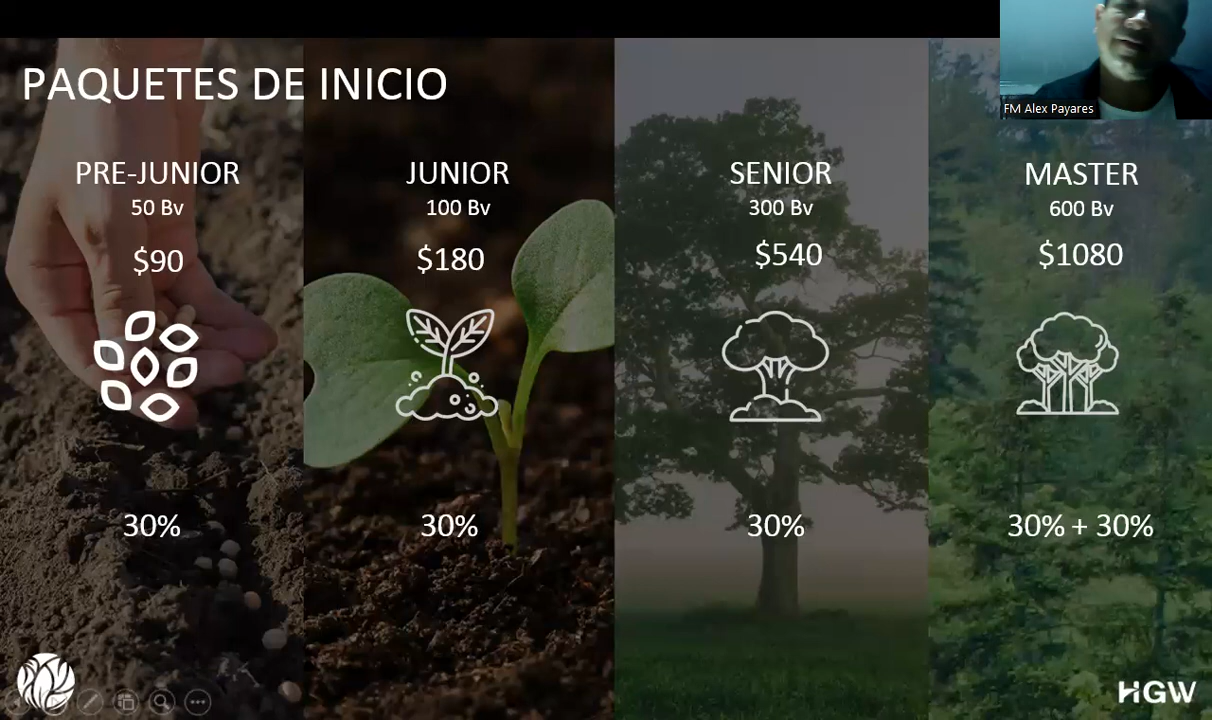 FM Alex Payares
PAQUETES DE INICIO
PRE-JUNIOR
50 Bv
$90
30%
JUNIOR
100 Bv
$180
30%
SENIOR
300 Bv
$540
30%
MASTER
600 Bv
$1080
30% + 30%
HGW